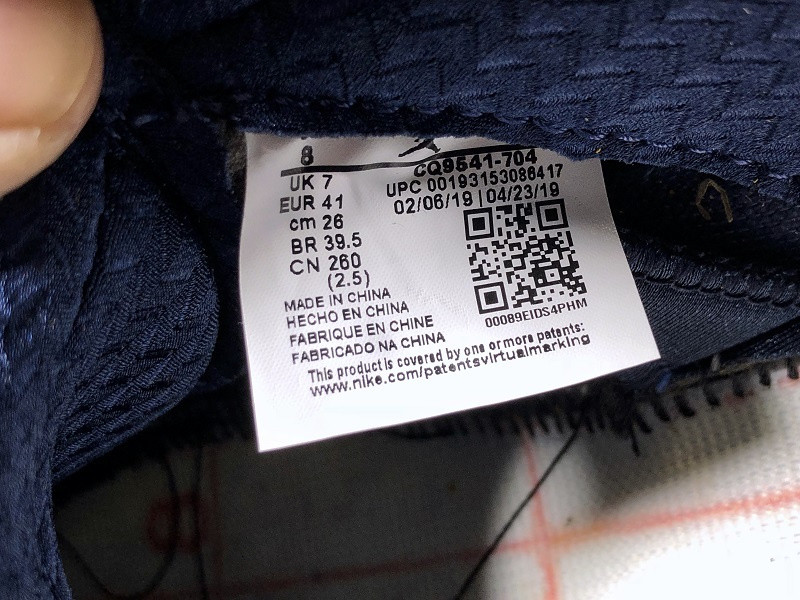 8
UK 7
EUR 41
cm 26
BR 39.5
CN 260
(2.5)
CQ9541-704
UPC 00193153086417
02/06/19 | 04/23/19
00089EIDS4PHM
MADE IN CHINA
HECHO EN CHINA
FABRIQUE EN CHINE
FABRICADO NA CHINA
This product is covered by one or more patents:
www.nike.com/patentsvirtualmarking